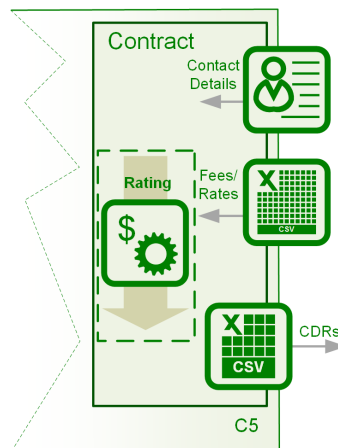 Contract
Contact
Details
Fees/
Rates
Rating
$
X
CSV
X
CSV
CDRs
C5